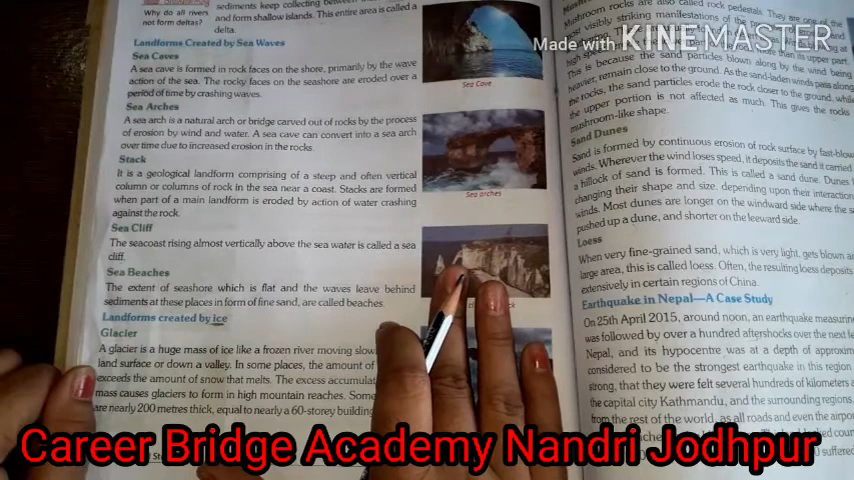 Why do all rivers
not form deltas?
sediments keep collecting between
and form shallow islands. This entire area is called a
delta.
Landforms Created by Sea Waves
Sea Caves
A sea cave is formed in rock faces on the shore, primarily by the wave
action of the sea. The rocky faces on the seashore are eroded over a
period of time by crashing waves.
Sea Arches
A sea arch is a natural arch or bridge carved out of rocks by the process
of erosion by wind and water. A sea cave can convert into a sea arch
over time due to increased erosion in the rocks.
Stack
It is a geological landform comprising of a steep and often vertical
column or columns of rock in the sea near a coast. Stacks are formed
when part of a main landform is eroded by action of water crashing
against the rock.
Sea Cliff
The seacoast rising almost vertically above the sea water is called a sea
cliff.
Sea Beaches
The extent of seashore which is flat and the waves leave behind
sediments at these places in form of fine sand, are called beaches.
Landforms created by ice
Glacier
A glacier is a huge mass of ice like a frozen river moving
land surface or down a valley. In some places, the amount of
exceeds the amount of snow that melts. The excess
mass causes glaciers to form in high mountain reaches. Some
are nearly 200 metres thick, equal to nearly a 60-storey building
Sea Cave
Sea arches
Made with KINEMASTER
Mushroom rocks are also called rock pedestals. They are one of the
most visibly striking manifestations of the
high
This is because the sand particles blown along by the wind being
heavier, remain close to the ground. As the sand-laden winds pass along
the rocks, the sand particles erode the rock closer to the ground, while
the upper portion is not affected as much. This gives the rocks
mushroom-like shape.
Sand Dunes
Sand is formed by continuous erosion of rock surface by fast-blow
winds. Wherever the wind loses speed, it deposits the sand it carried
a hillock of sand is formed. This is called a sand dune. Dunes
changing their shape and size, depending upon their interaction
winds. Most dunes are longer on the windward side where the
pushed up a dune, and shorter on the leeward side.
Loess
When very fine-grained sand, which is very light, gets blown
large area, this is called loess. Often, the resulting loess deposits
extensively in certain regions of China.
Earthquake in Nepal—A Case Study
On 25th April 2015, around noon, an earthquake measurin
was followed by over a hundred aftershocks over the next
Nepal, and its hypocentre was at a depth of approxim
considered to be the strongest earthquake in this region
strong, that they were felt several hundreds of kilometers
the capital city Kathmandu, and the surrounding regions.
from the rest of the world, as all roads and even the airpor
suffered
Career Bridge Academy Nandri Jodhpur